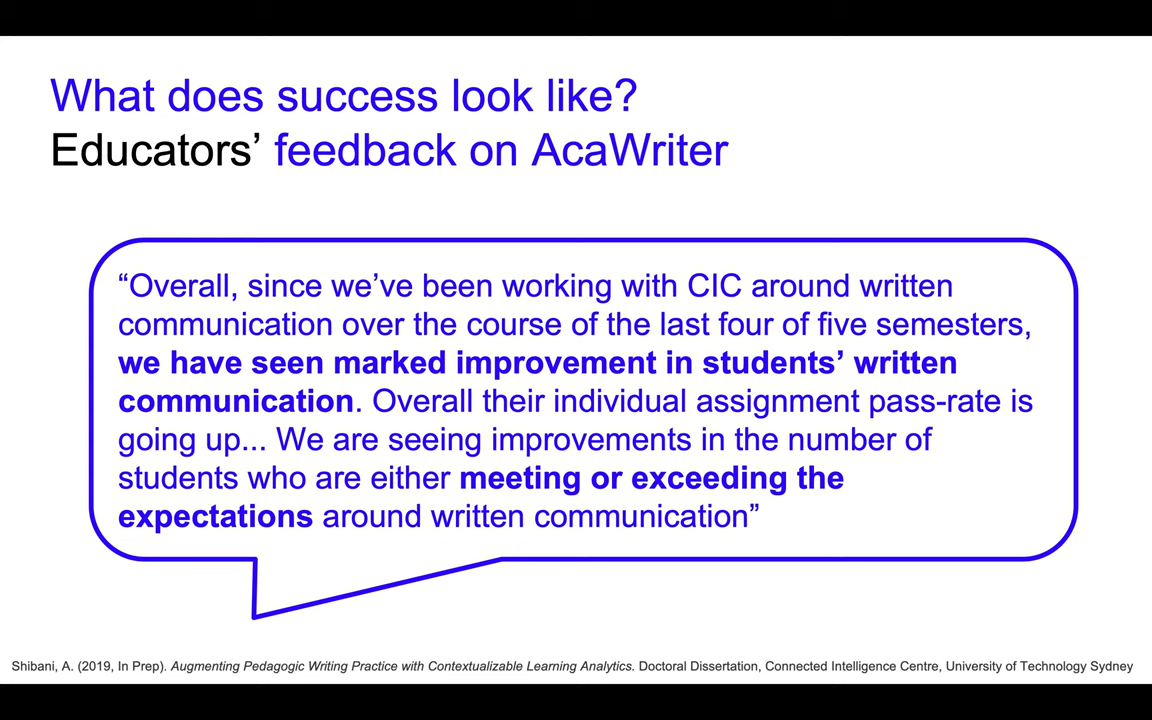 What does success look like?
Educators’ feedback on AcaWriter
“Overall, since we’ve been working with CIC around written
communication over the course of the last four of five semesters,
we have seen marked improvement in students’ written
communication. Overall their individual assignment pass-rate is
going up... We are seeing improvements in the number of
students who are either meeting or exceeding the
expectations around written communication”
Shibani, A. (2019, In Prep). Augmenting Pedagogic Writing Practice with Contextualizable Learning Analytics. Doctoral Dissertation, Connected Intelligence Centre, University of Technology Sydney